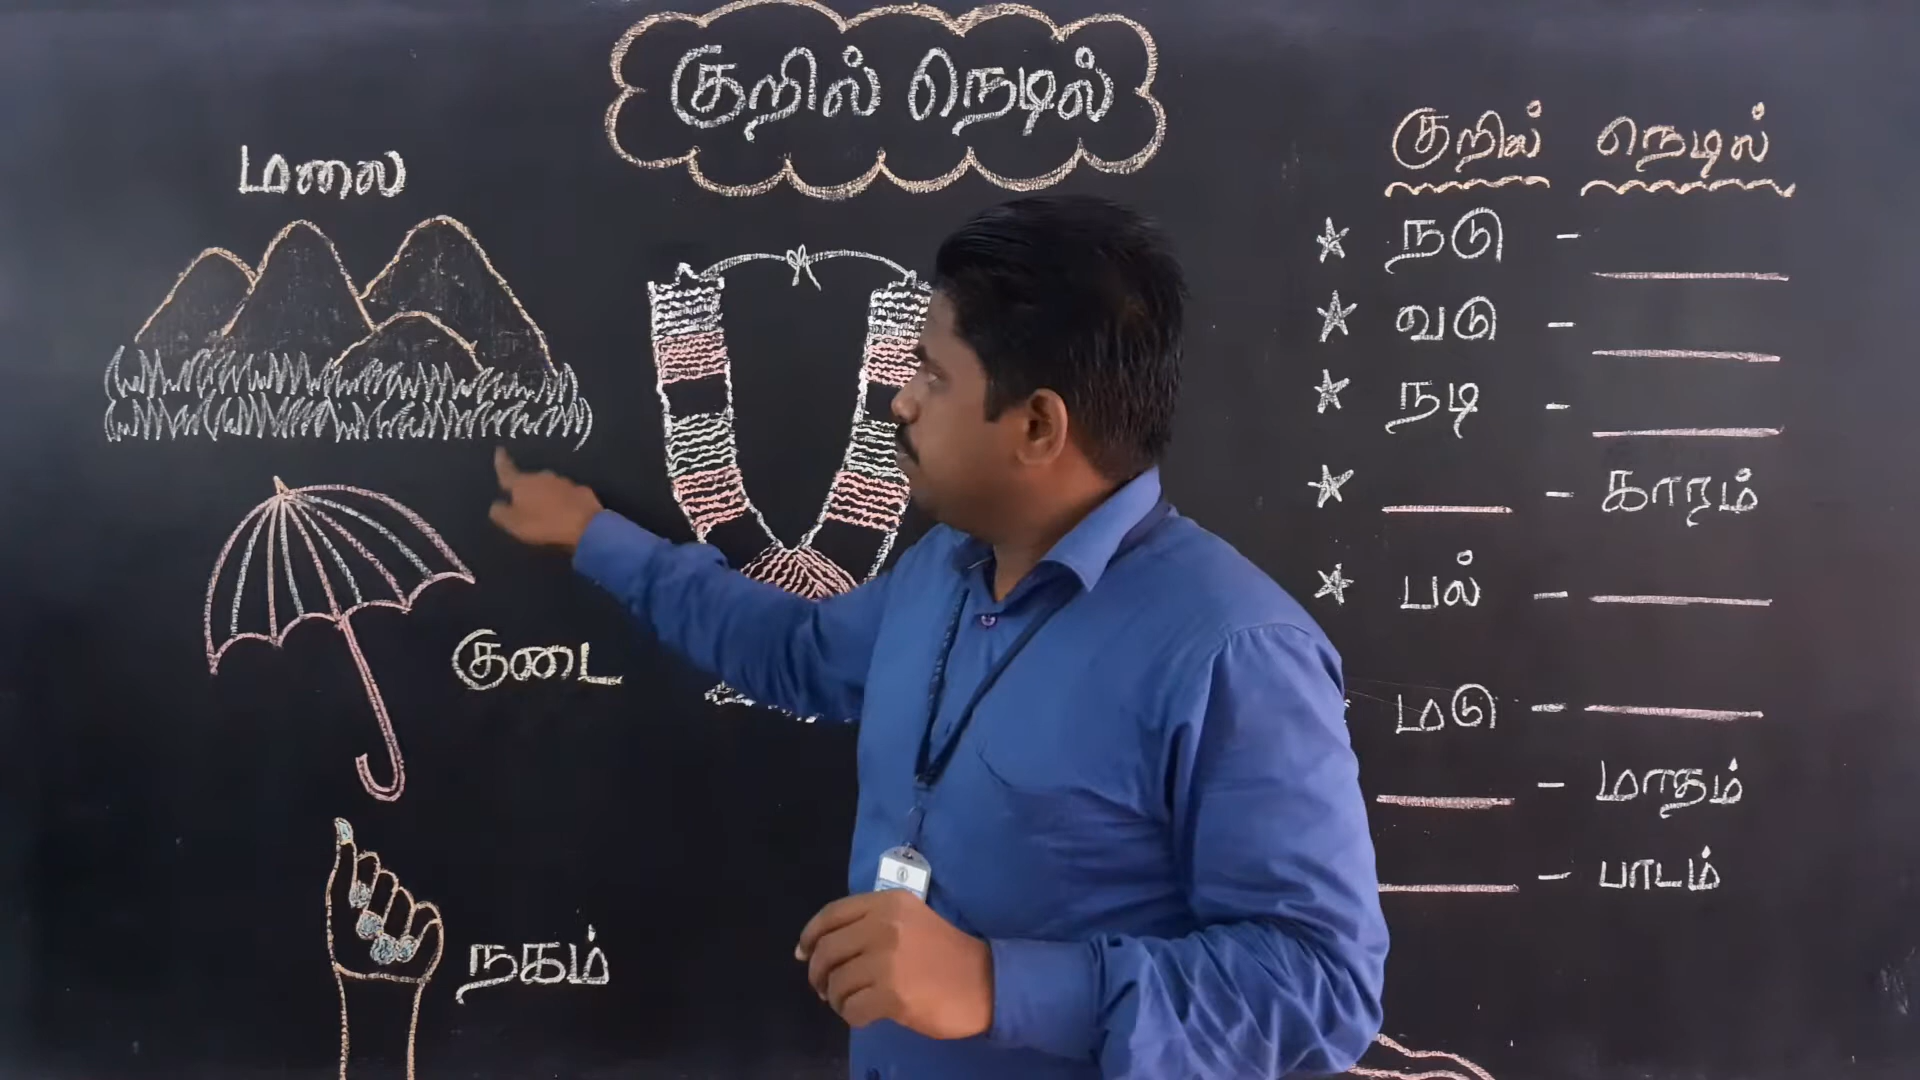 குறில் நெடில்
மலை
குடை
நகம்
குறில் நெடில்
நடு -
வடு -
நடி -
- காரம்
பல் -
மடு -
- மாதம்
- பாடம்